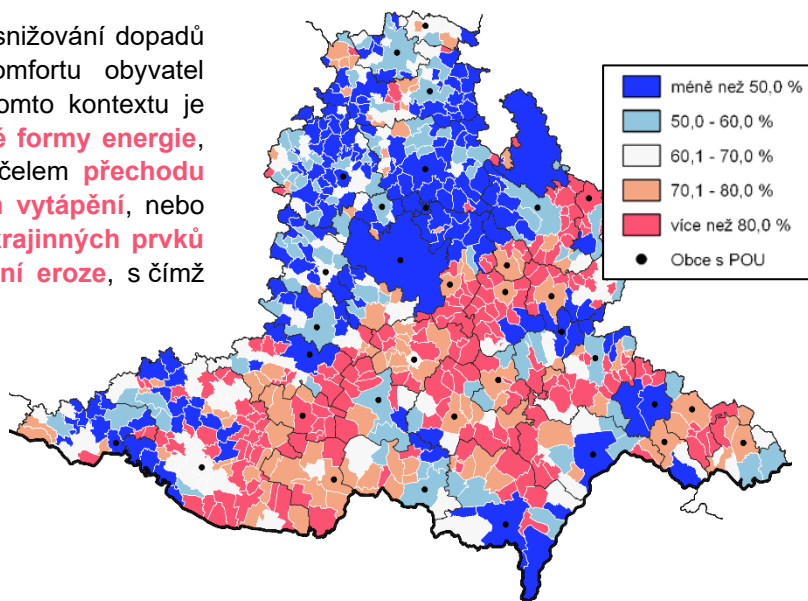 snižování dopadů
omfortu obyvatel
omto kontextu je
é formy energie,
čelem přechodu
vytápění, nebo
krajinných prvků
ní eroze, s čímž
méně než 50,0 %
50,0 - 60,0 %
60,1 - 70,0 %
70,1 - 80,0 %
více než 80,0 %
Obce s POU